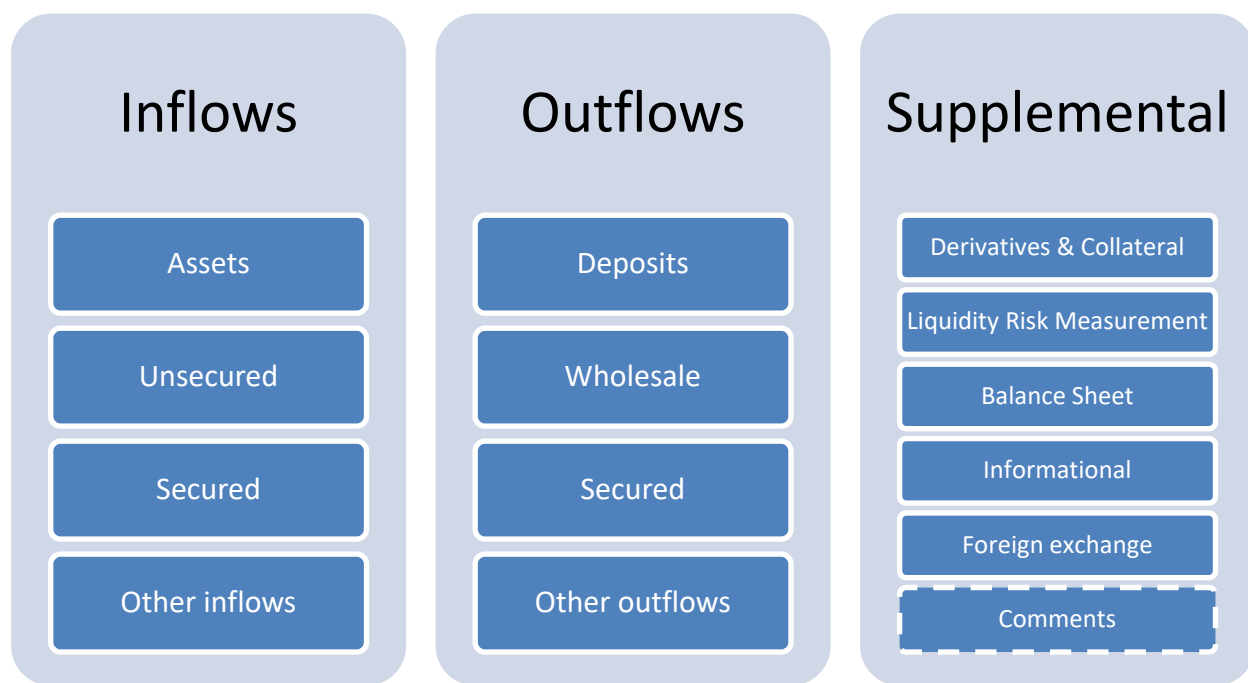 Inflows
Assets
Unsecured
Secured
Other inflows
Outflows
Deposits
Wholesale
Secured
Other outflows
Supplemental
Derivatives & Collateral
Liquidity Risk Measurement
Balance Sheet
Informational
Foreign exchange
Comments